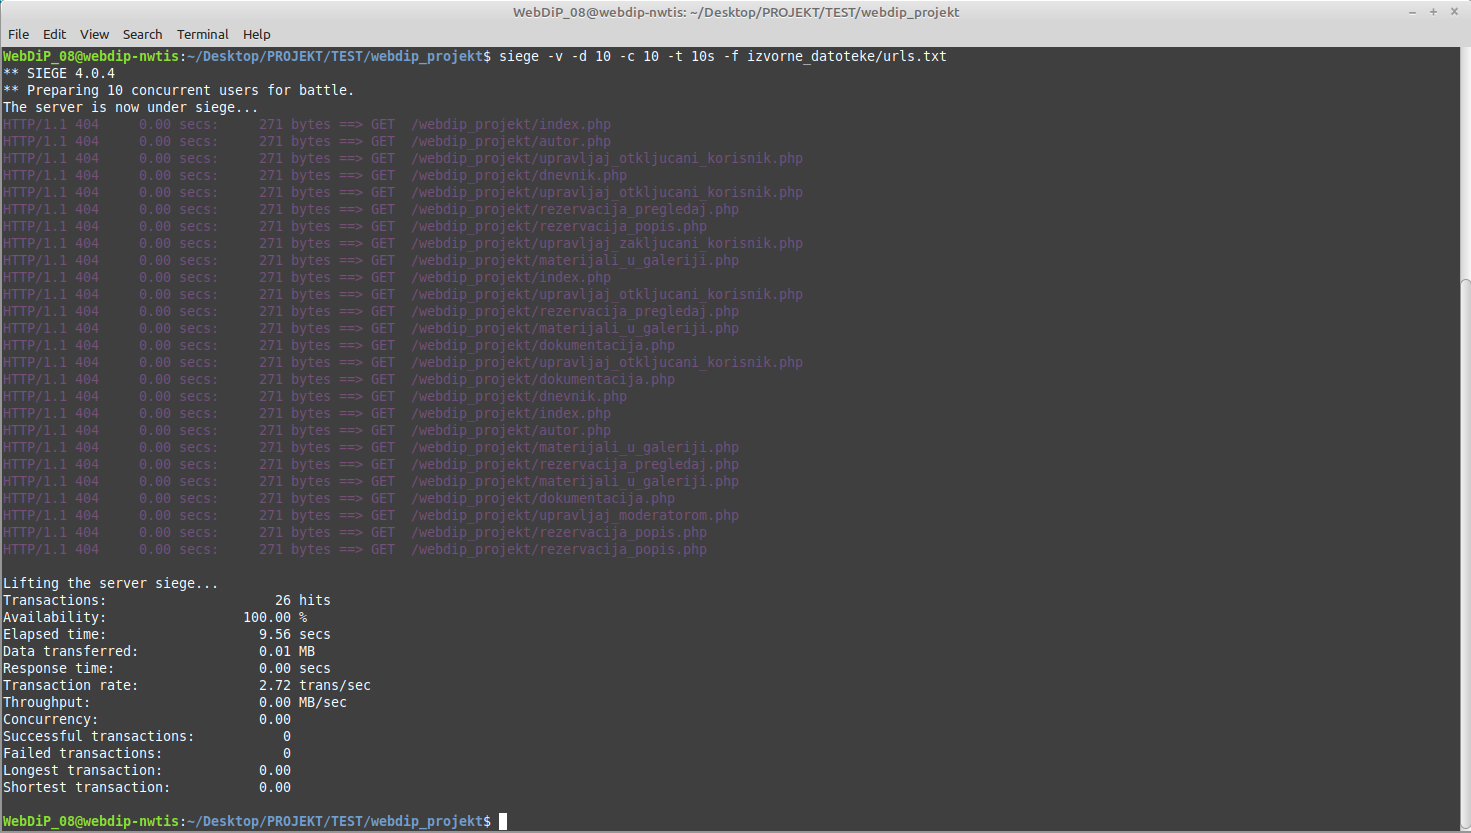 WebDiP_08@webdip-nwtis: ~/Desktop/PROJEKT/TEST/webdip_projekt
File Edit View Search Terminal Help
WebDiP_08@webdip-nwtis:~/Desktop/PROJEKT/TEST/webdip_projekt$ siege -v -d 10 -c 10 -t 10s -f izvorne_datoteke/urls.txt
** SIEGE 4.0.4
** Preparing 10 concurrent users for battle.
The server is now under siege...
HTTP/1.1 404     0.00 secs:     271 bytes ==> GET  /webdip_projekt/index.php
HTTP/1.1 404     0.00 secs:     271 bytes ==> GET  /webdip_projekt/autor.php
HTTP/1.1 404     0.00 secs:     271 bytes ==> GET  /webdip_projekt/upravljaj_otkljucani_korisnik.php
HTTP/1.1 404     0.00 secs:     271 bytes ==> GET  /webdip_projekt/dnevnik.php
HTTP/1.1 404     0.00 secs:     271 bytes ==> GET  /webdip_projekt/upravljaj_otkljucani_korisnik.php
HTTP/1.1 404     0.00 secs:     271 bytes ==> GET  /webdip_projekt/rezervacija_pregledaj.php
HTTP/1.1 404     0.00 secs:     271 bytes ==> GET  /webdip_projekt/rezervacija_popis.php
HTTP/1.1 404     0.00 secs:     271 bytes ==> GET  /webdip_projekt/upravljaj_zakljucani_korisnik.php
HTTP/1.1 404     0.00 secs:     271 bytes ==> GET  /webdip_projekt/materijali_u_galeriji.php
HTTP/1.1 404     0.00 secs:     271 bytes ==> GET  /webdip_projekt/index.php
HTTP/1.1 404     0.00 secs:     271 bytes ==> GET  /webdip_projekt/upravljaj_otkljucani_korisnik.php
HTTP/1.1 404     0.00 secs:     271 bytes ==> GET  /webdip_projekt/rezervacija_pregledaj.php
HTTP/1.1 404     0.00 secs:     271 bytes ==> GET  /webdip_projekt/materijali_u_galeriji.php
HTTP/1.1 404     0.00 secs:     271 bytes ==> GET  /webdip_projekt/dokumentacija.php
HTTP/1.1 404     0.00 secs:     271 bytes ==> GET  /webdip_projekt/upravljaj_otkljucani_korisnik.php
HTTP/1.1 404     0.00 secs:     271 bytes ==> GET  /webdip_projekt/dokumentacija.php
HTTP/1.1 404     0.00 secs:     271 bytes ==> GET  /webdip_projekt/dnevnik.php
HTTP/1.1 404     0.00 secs:     271 bytes ==> GET  /webdip_projekt/index.php
HTTP/1.1 404     0.00 secs:     271 bytes ==> GET  /webdip_projekt/autor.php
HTTP/1.1 404     0.00 secs:     271 bytes ==> GET  /webdip_projekt/materijali_u_galeriji.php
HTTP/1.1 404     0.00 secs:     271 bytes ==> GET  /webdip_projekt/rezervacija_pregledaj.php
HTTP/1.1 404     0.00 secs:     271 bytes ==> GET  /webdip_projekt/materijali_u_galeriji.php
HTTP/1.1 404     0.00 secs:     271 bytes ==> GET  /webdip_projekt/dokumentacija.php
HTTP/1.1 404     0.00 secs:     271 bytes ==> GET  /webdip_projekt/upravljaj_moderatorom.php
HTTP/1.1 404     0.00 secs:     271 bytes ==> GET  /webdip_projekt/rezervacija_popis.php
HTTP/1.1 404     0.00 secs:     271 bytes ==> GET  /webdip_projekt/rezervacija_popis.php
Lifting the server siege...
Transactions:                     26 hits
Availability:                 100.00 %
Elapsed time:                   9.56 secs
Data transferred:               0.01 MB
Response time:                  0.00 secs
Transaction rate:               2.72 trans/sec
Throughput:                     0.00 MB/sec
Concurrency:                    0.00
Successful transactions:           0
Failed transactions:               0
Longest transaction:            0.00
Shortest transaction:           0.00
WebDiP_08@webdip-nwtis:~/Desktop/PROJEKT/TEST/webdip_projekt$